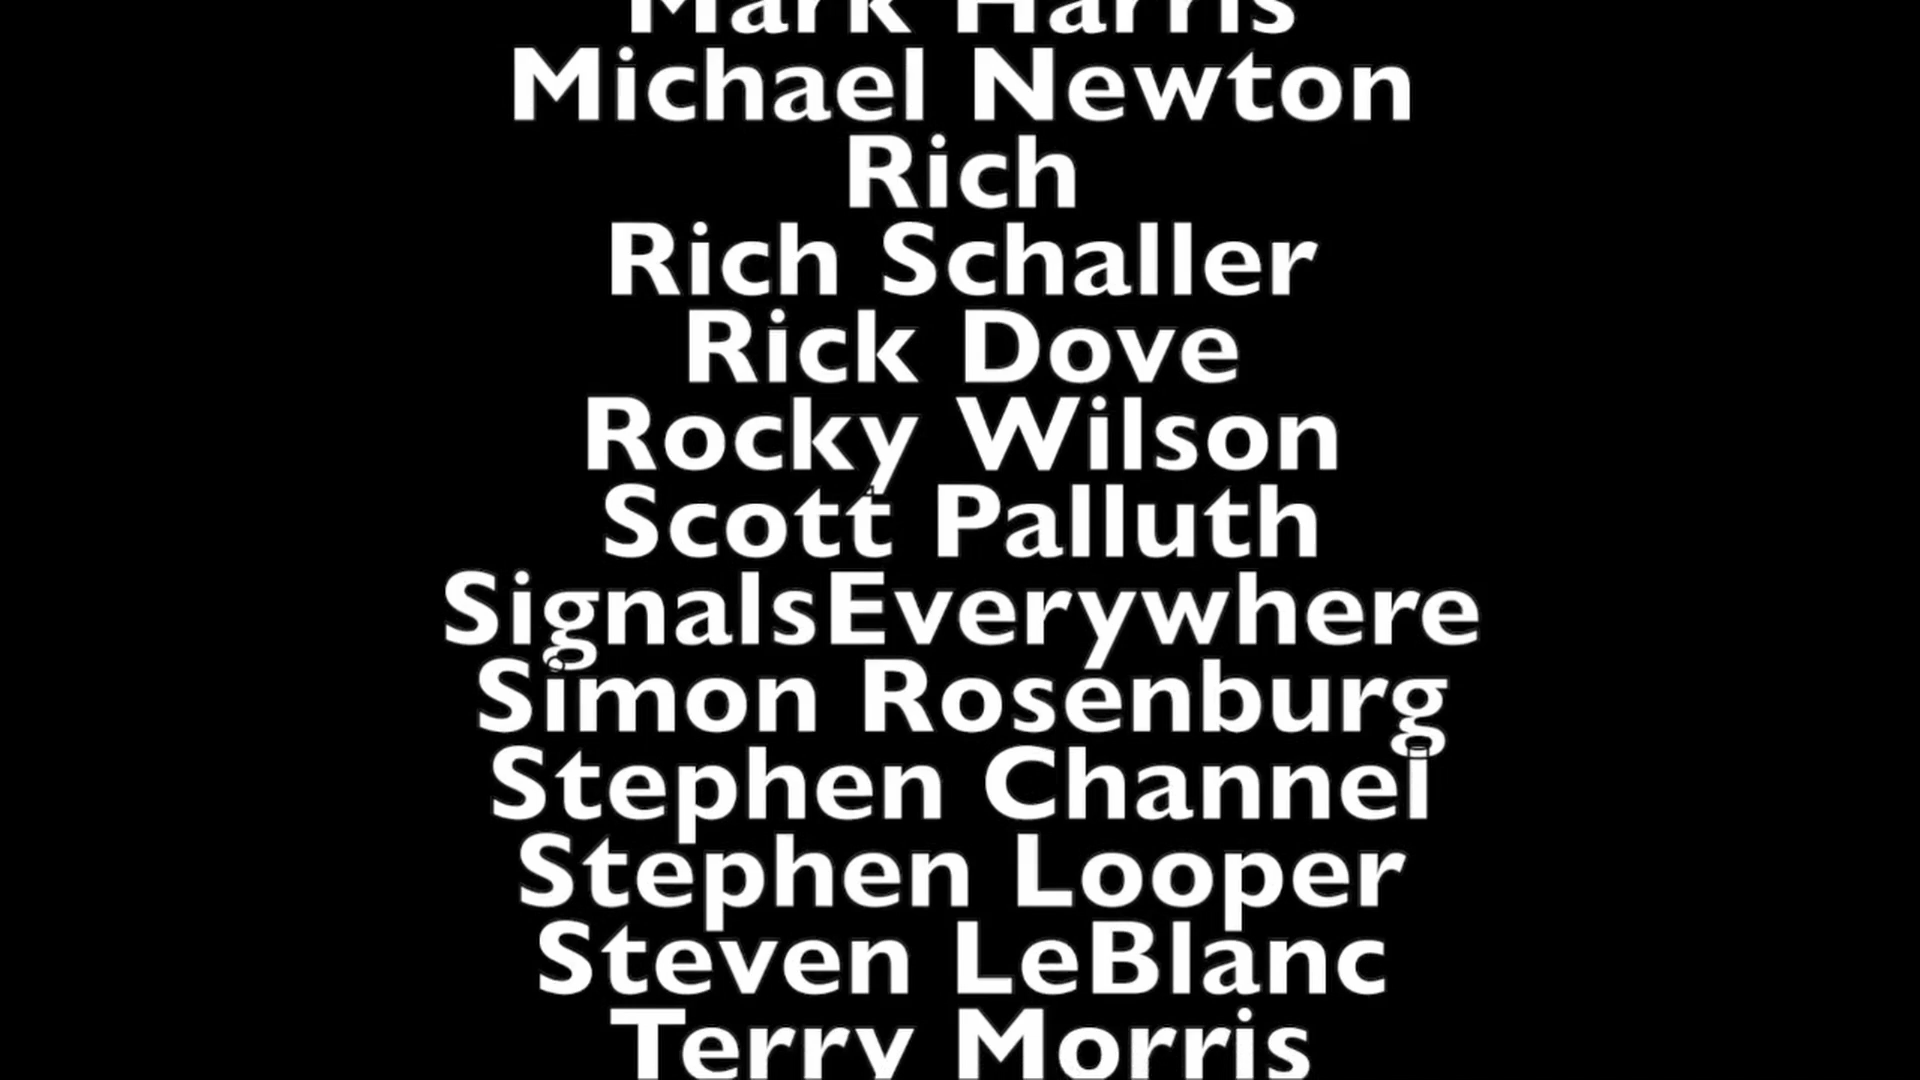 Mark Harris
Michael Newton
Rich
Rich Schaller
Rick Dove
Rocky Wilson
Scott Palluth
SignalsEverywhere
Simon Rosenburg
Stephen Channel
Stephen Looper
Steven LeBlanc
Terry Morris